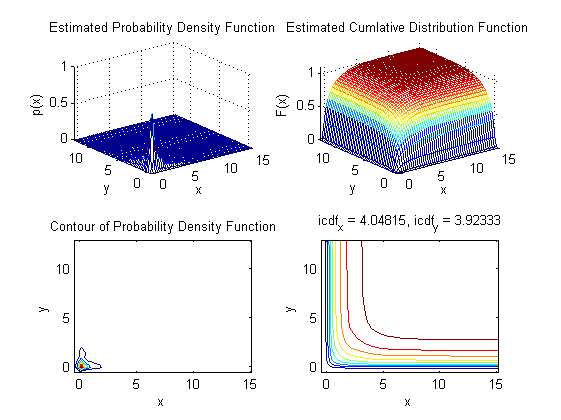 Estimated Probability Density Function
Estimated Cumlative Distribution Function
1
0.5
0
p(x)
10
5
0
y
0
5
10
15
x
1
0.5
0
F(x)
10
5
0
y
0
5
10
15
x
Contour of Probability Density Function
icdfx = 4.04815, icdfy = 3.92333
10
5
0
y
0
5
10
15
x
10
5
0
y
0
5
10
15
x